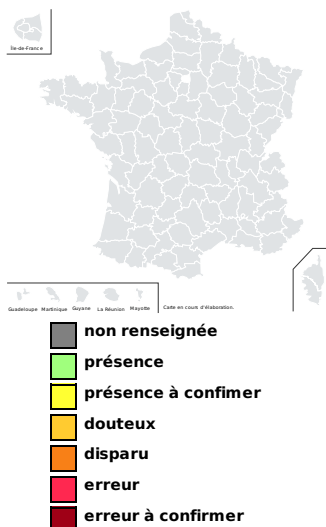 Île-de-France
Guadeloupe Martinique Guyane La Réunion Mayotte Carte en cours d'élaboration.
non renseignée
présence
présence à confimer
douteux
disparu
erreur
erreur à confirmer